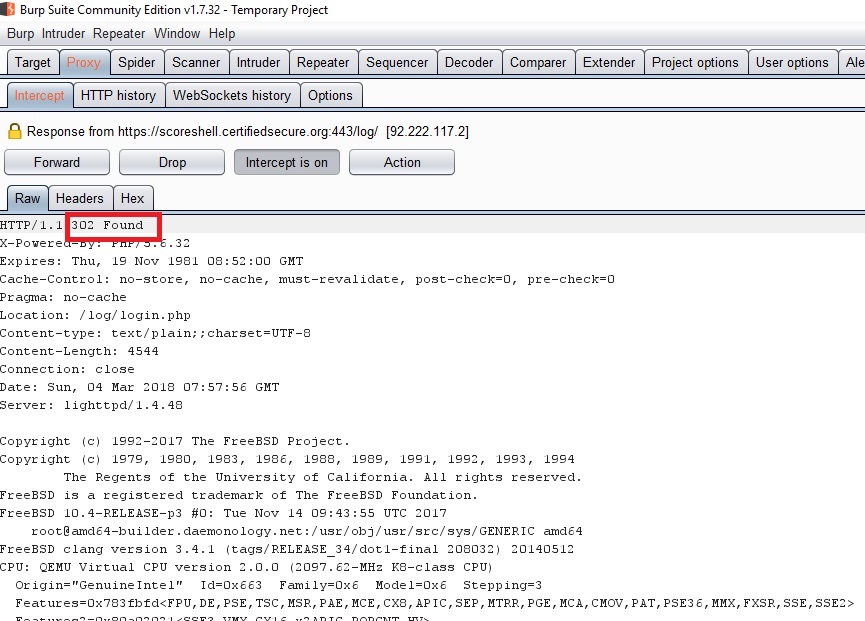 Burp Suite Community Edition v1.7.32 - Temporary Project
Burp Intruder Repeater Window Help
Target Proxy Spider Scanner Intruder Repeater Sequencer Decoder Comparer Extender Project options User options Ale
Intercept HTTP history WebSockets history Options
Response from https://scoreshell.certifiedsecure.org:443/log/ [92.222.117.2]
Forward Drop Intercept is on Action
Raw Headers Hex
HTTP/1.1 302 Found
X-Powered-By: PHP/5.6.32
Expires: Thu, 19 Nov 1981 08:52:00 GMT
Cache-Control: no-store, no-cache, must-revalidate, post-check=0, pre-check=0
Pragma: no-cache
Location: /log/login.php
Content-type: text/plain;;charset=UTF-8
Content-Length: 4544
Connection: close
Date: Sun, 04 Mar 2018 07:57:56 GMT
Server: lighttpd/1.4.48
Copyright (c) 1992-2017 The FreeBSD Project.
Copyright (c) 1979, 1980, 1983, 1986, 1988, 1989, 1991, 1992, 1993, 1994
The Regents of the University of California. All rights reserved.
FreeBSD is a registered trademark of The FreeBSD Foundation.
FreeBSD 10.4-RELEASE-p3 #0: Tue Nov 14 09:43:55 UTC 2017
root@amd64-builder.daemonology.net:/usr/obj/usr/src/sys/GENERIC amd64
FreeBSD clang version 3.4.1 (tags/RELEASE_34/dot1-final 208032) 20140512
CPU: QEMU Virtual CPU version 2.0.0 (2097.62-MHz K8-class CPU)
Origin="GenuineIntel" Id=0x663 Family=0x6 Model=0x6 Stepping=3
Features=0x783fbfd<FPU,DE,PSE,TSC,MSR,PAE,MCE,CX8,APIC,SEP,MTRR,PGE,MCA,CMOV,PAT,PSE36,MMX,FXSR,SSE,SSE2>